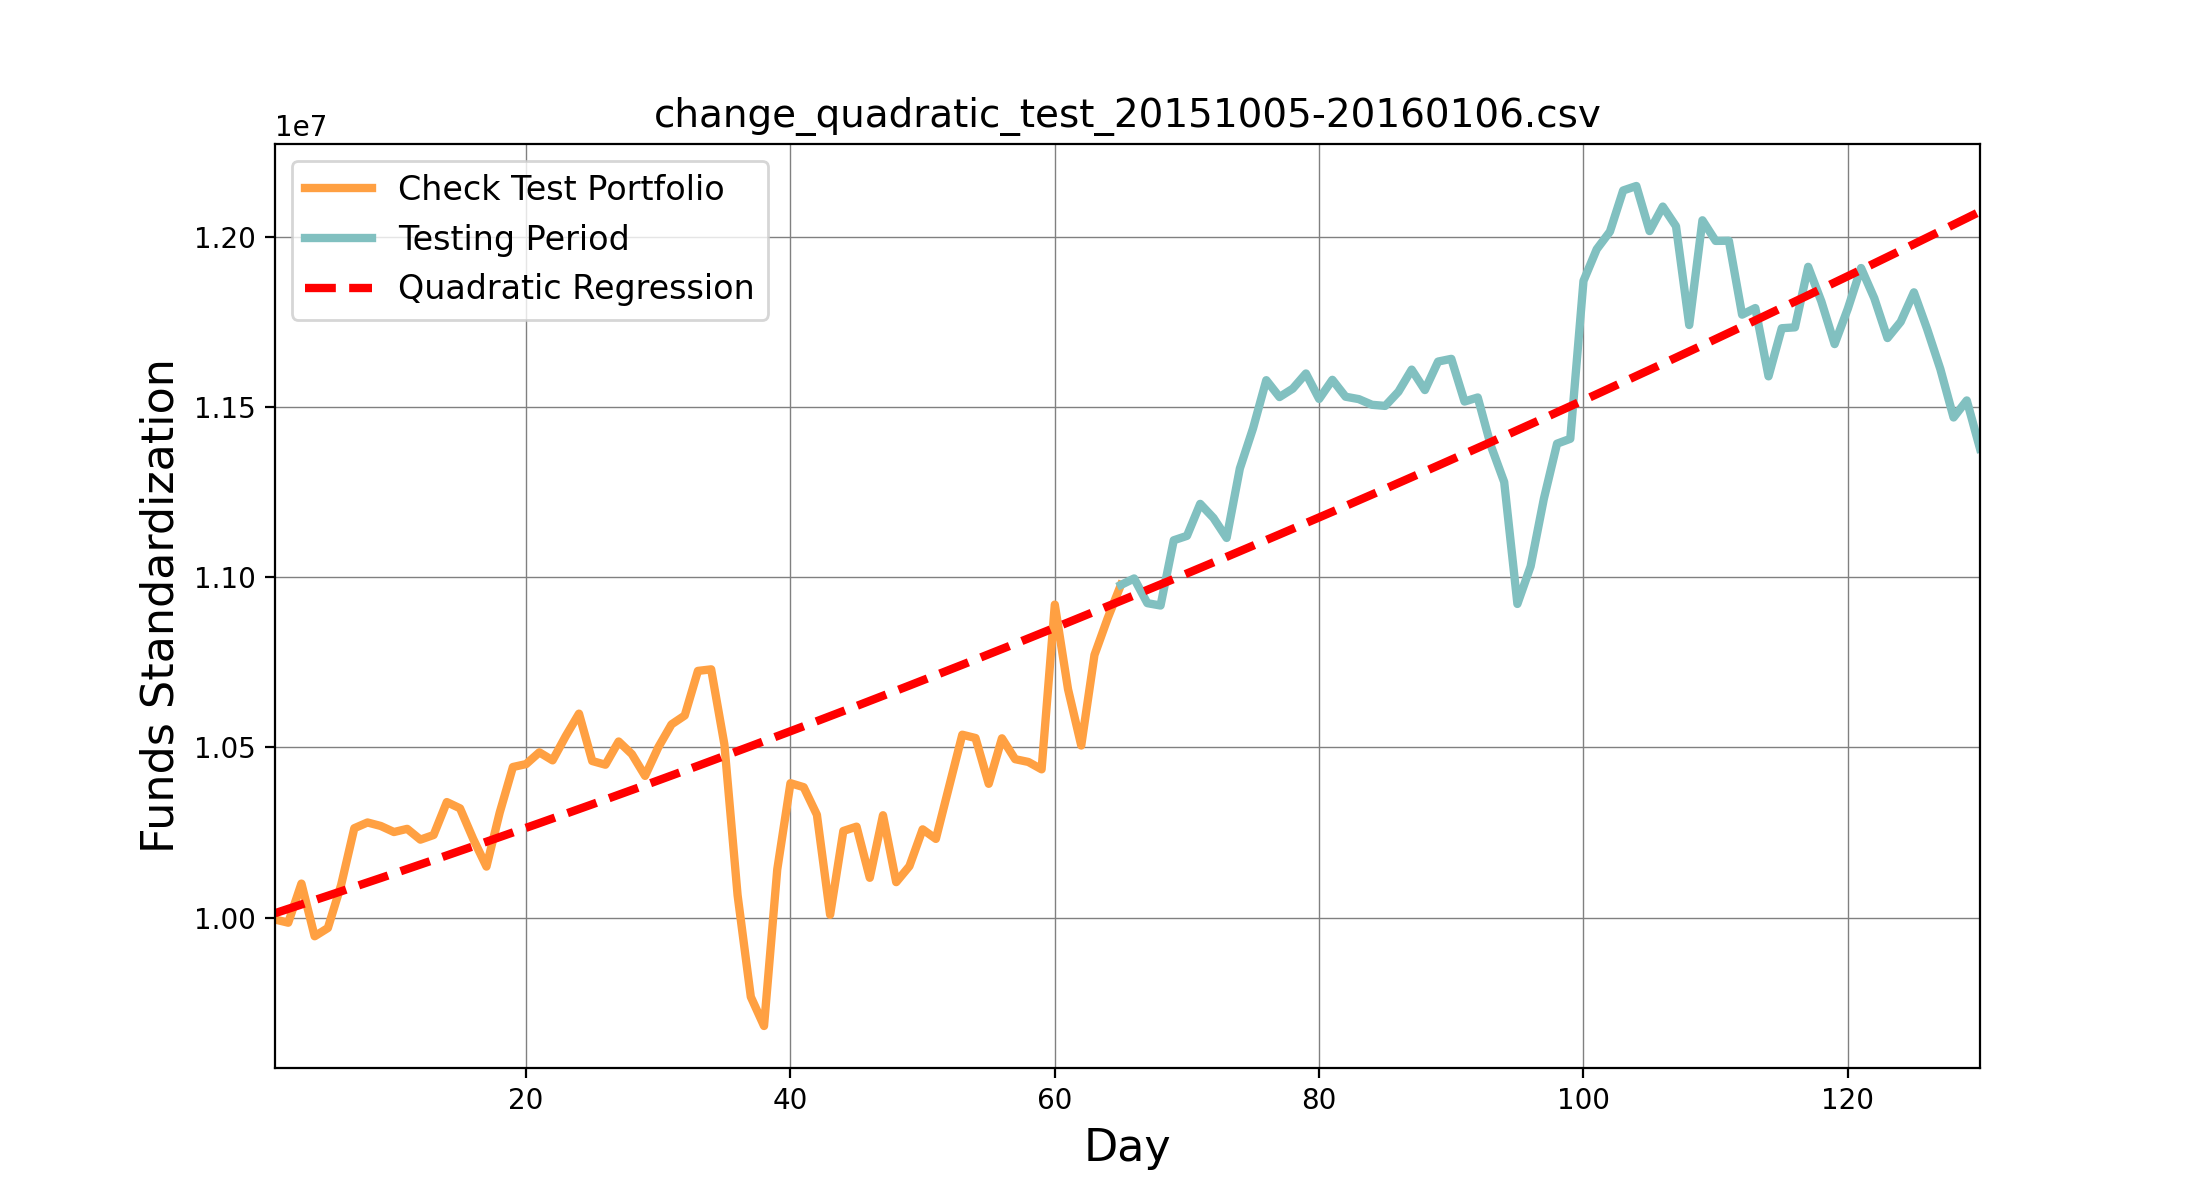 change_quadratic_test_20151005-20160106.csv
1e7
Check Test Portfolio
Testing Period
Quadratic Regression
1.20
1.15
1.10
1.05
1.00
Funds Standardization
20 40 60 80 100 120
Day